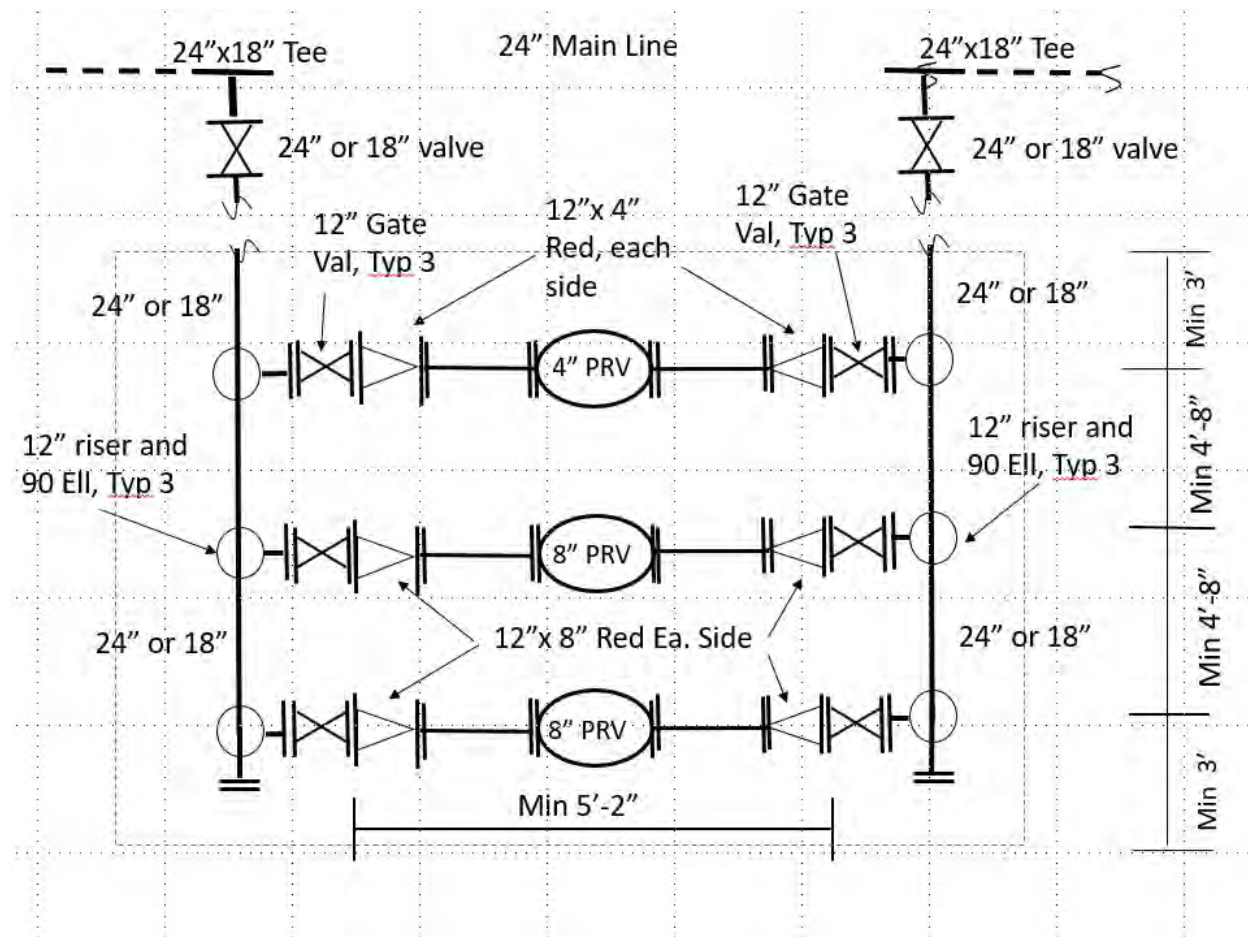 24”x18” Tee
24” Main Line
24”x18” Tee
24” or 18” valve
24” or 18” valve
12” Gate
Val, Typ 3
12”x 4”
Red, each
side
12” Gate
Val, Typ 3
24” or 18”
24” or 18”
Min 3’
4” PRV
12” riser and
90 Ell, Typ 3
12” riser and
90 Ell, Typ 3
Min 4’-8”
8” PRV
24” or 18”
12”x 8” Red Ea. Side
24” or 18”
Min 4’-8”
8” PRV
Min 5’-2”
Min 3’